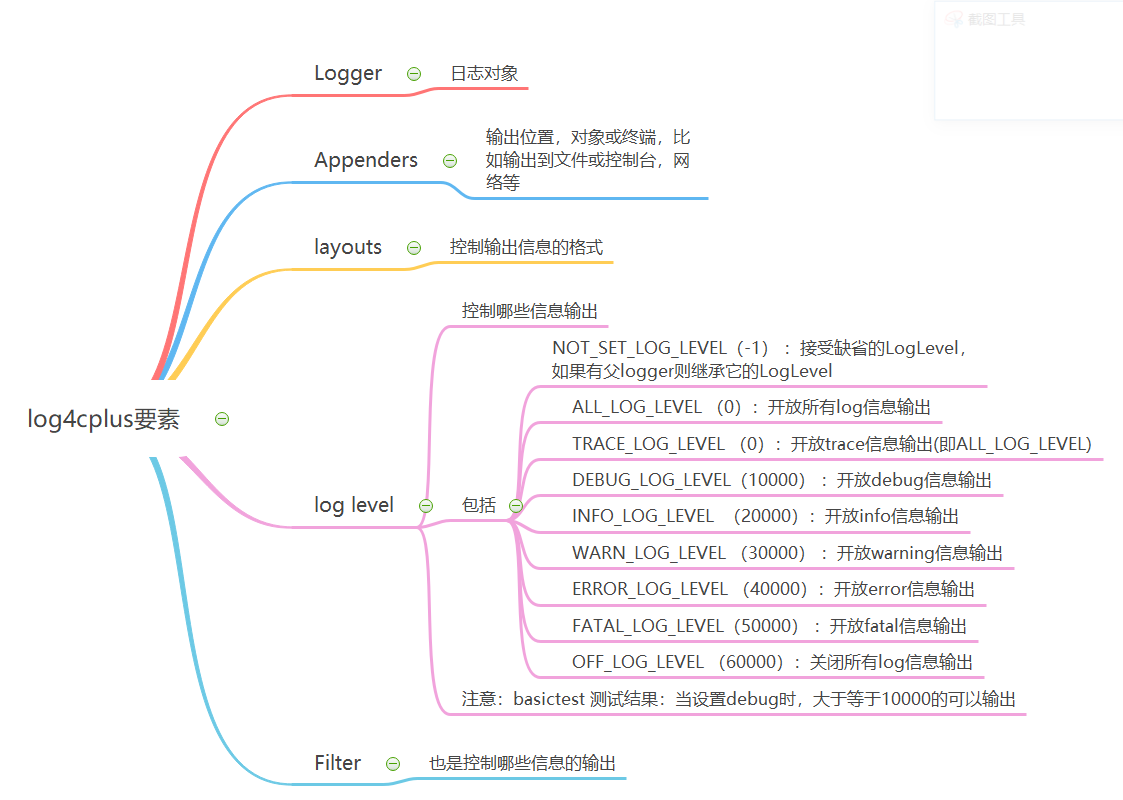 截图工具
Logger
日志对象
Appenders
输出位置，对象或终端，比
如输出到文件或控制台，网
络等
layouts
控制输出信息的格式
log4cplus要素
log level
控制哪些信息输出
包括
NOT_SET_LOG_LEVEL（-1） ：接受缺省的LogLevel，
如果有父logger则继承它的LogLevel
ALL_LOG_LEVEL （0）：开放所有log信息输出
TRACE_LOG_LEVEL （0）：开放trace信息输出(即ALL_LOG_LEVEL)
DEBUG_LOG_LEVEL（10000） ：开放debug信息输出
INFO_LOG_LEVEL （20000）：开放info信息输出
WARN_LOG_LEVEL （30000） ：开放warning信息输出
ERROR_LOG_LEVEL （40000）：开放error信息输出
FATAL_LOG_LEVEL（50000） ：开放fatal信息输出
OFF_LOG_LEVEL （60000）：关闭所有log信息输出
注意：basictest 测试结果：当设置debug时，大于等于10000的可以输出
Filter
也是控制哪些信息的输出